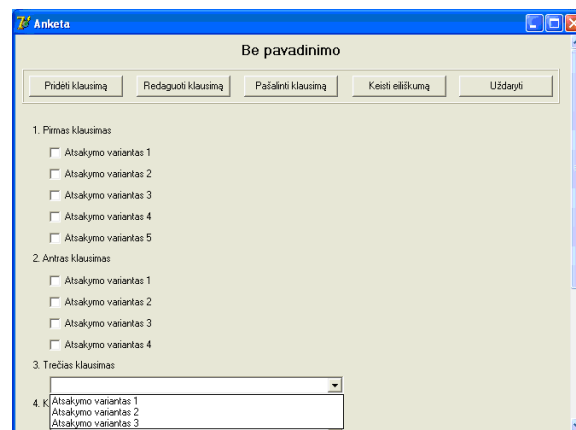 Anketa
Be pavadinimo
Pridėti klausimą Redaguoti klausimą Pašalinti klausimą Keisti eiliškumą Uždaryti
1. Pirmas klausimas
Atsakymo variantas 1
Atsakymo variantas 2
Atsakymo variantas 3
Atsakymo variantas 4
Atsakymo variantas 5
2. Antras klausimas
Atsakymo variantas 1
Atsakymo variantas 2
Atsakymo variantas 3
Atsakymo variantas 4
3. Trečias klausimas
4. K
Atsakymo variantas 1
Atsakymo variantas 2
Atsakymo variantas 3